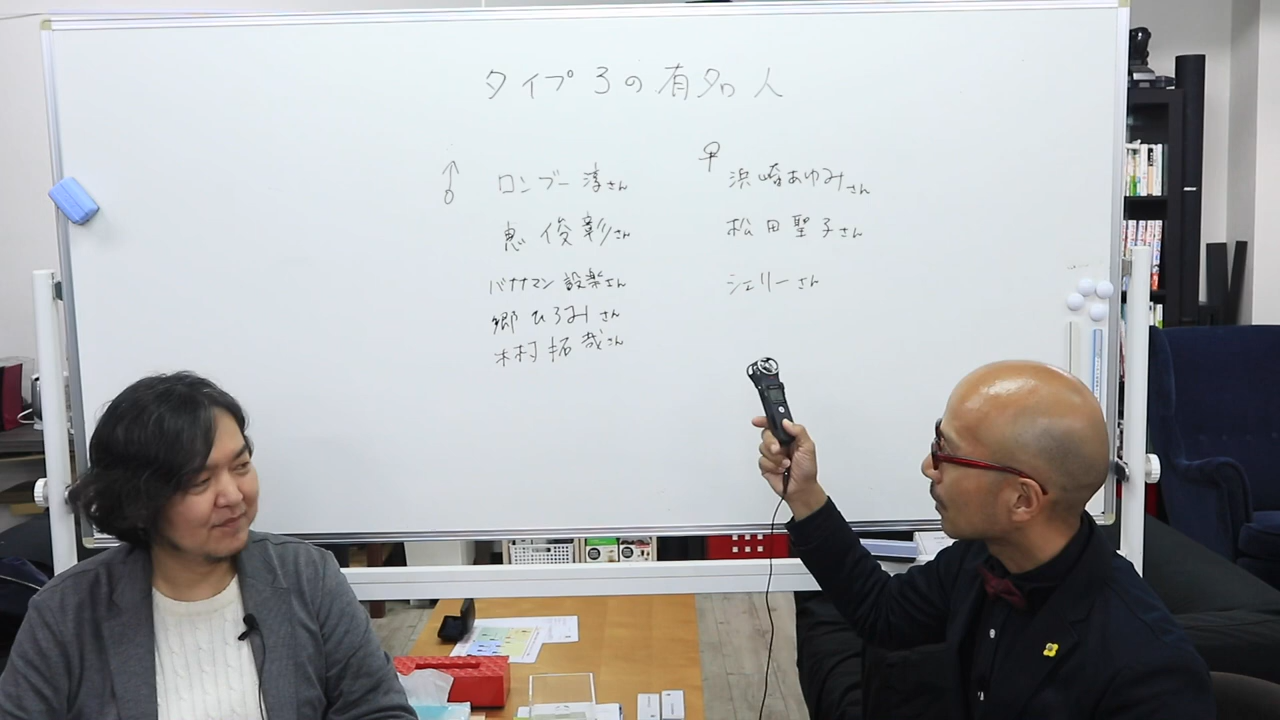 タイプ3の有名人
♂ ロンブー淳さん
恵俊彰さん
バナナマン設楽さん
郷ひろみさん
木村拓哉さん
♀ 浜崎あゆみさん
松田聖子さん
シェリーさん